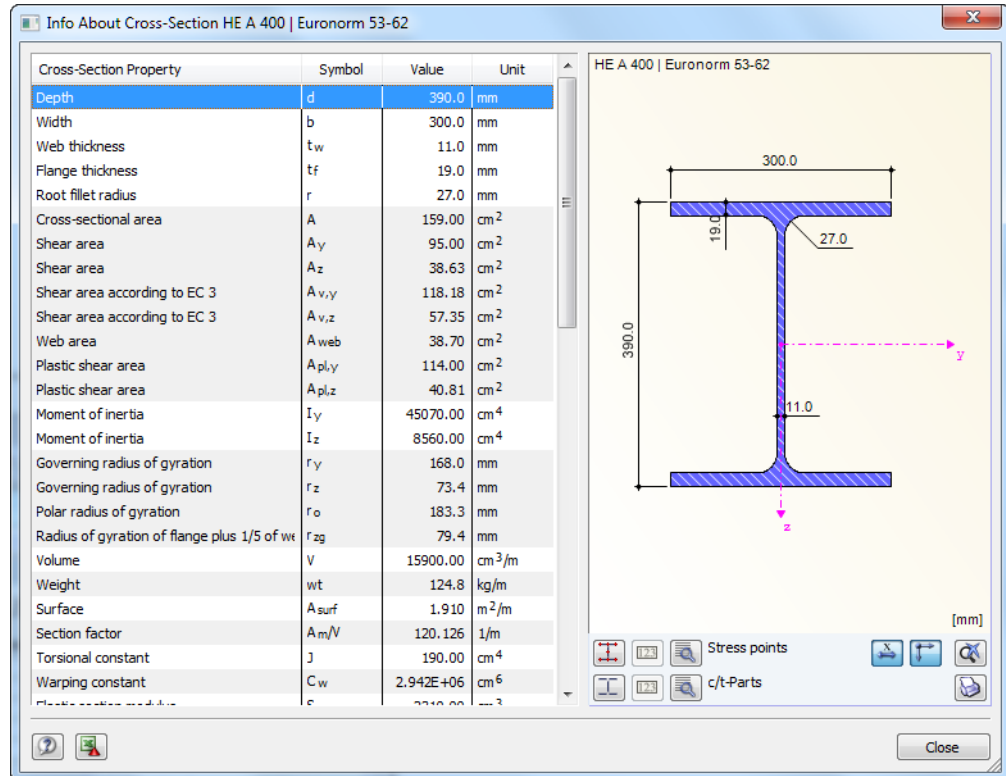 Info About Cross-Section HE A 400 | Euronorm 53-62
Cross-Section Property Symbol Value Unit
Depth d 390.0 mm
Width b 300.0 mm
Web thickness tw 11.0 mm
Flange thickness tf 19.0 mm
Root fillet radius r 27.0 mm
Cross-sectional area A 159.00 cm2
Shear area Ay 95.00 cm2
Shear area Az 38.63 cm2
Shear area according to EC 3 Av,y 118.18 cm2
Shear area according to EC 3 Av,z 57.35 cm2
Web area Aweb 38.70 cm2
Plastic shear area Apl,y 114.00 cm2
Plastic shear area Apl,z 40.81 cm2
Moment of inertia Iy 45070.00 cm4
Moment of inertia Iz 8560.00 cm4
Governing radius of gyration ry 168.0 mm
Governing radius of gyration rz 73.4 mm
Polar radius of gyration ro 183.3 mm
Radius of gyration of flange plus 1/5 of we rzg 79.4 mm
Volume V 15900.00 cm3/m
Weight wt 124.8 kg/m
Surface Asurf 1.910 m2/m
Section factor Am/V 120.126 1/m
Torsional constant J 190.00 cm4
Warping constant Cw 2.942E+06 cm6
HE A 400 | Euronorm 53-62
300.0
19.0
27.0
390.0
y
11.0
z
[mm]
123
Stress points
x
123
c/t-Parts
Close